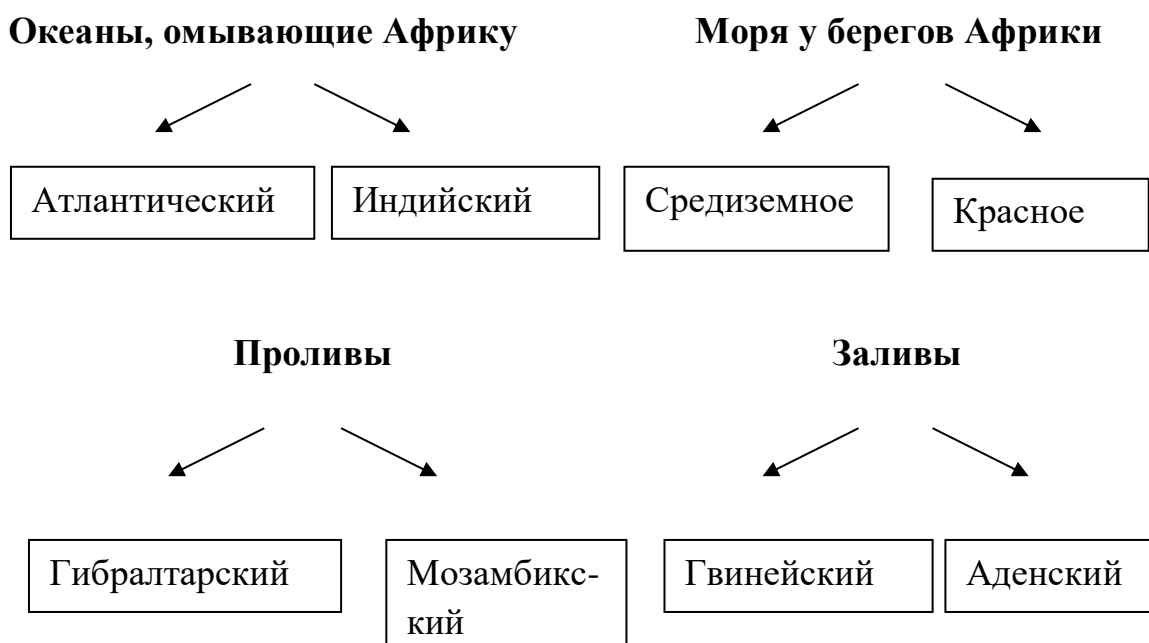 Океаны, омывающие Африку
Моря у берегов Африки
Атлантический
Индийский
Средиземное
Красное
Проливы
Заливы
Гибралтарский
Мозамбикс-
кий
Гвинейский
Аденский